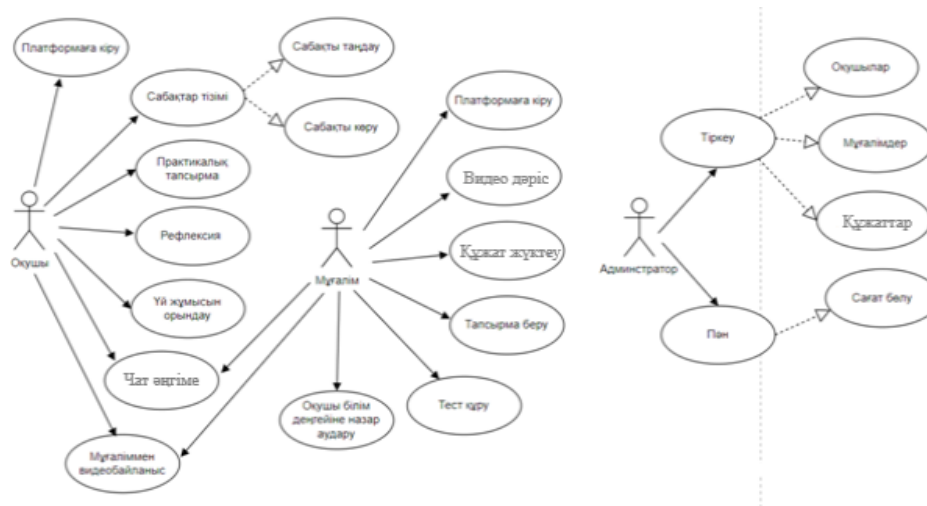 Платформаға кіру
Сабақтар тізімі
Сабақты таңдау
Сабақты көру
Практикалық
тапсырма
Рефлексия
Үй жұмысын
орындау
Чат әңгіме
Мұғаліммен
видеобайланыс
Оқушы
Платформаға кіру
Видео дәріс
Құжат жүктеу
Тапсырма беру
Тест құру
Оқушы білім
деңгейіне назар
аудару
Мұғалім
Тіркеу
Оқушылар
Мұғалімдер
Құжаттар
Админстратор
Пән
Сағат бөлу